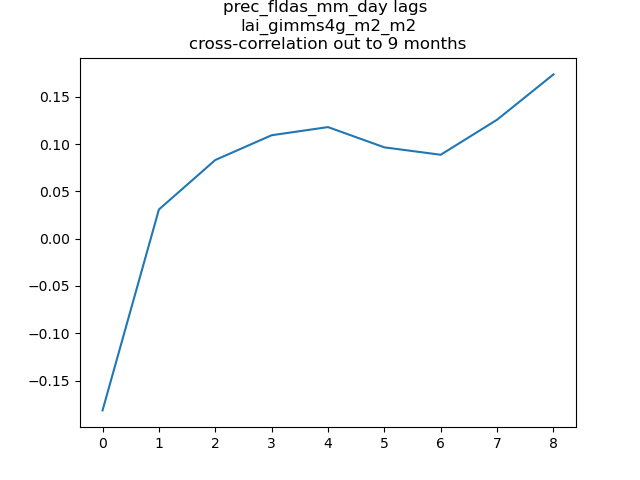 prec_fldas_mm_day lags
lai_gimms4g_m2_m2
cross-correlation out to 9 months
0.15
0.10
0.05
0.00
−0.05
−0.10
−0.15
0 1 2 3 4 5 6 7 8